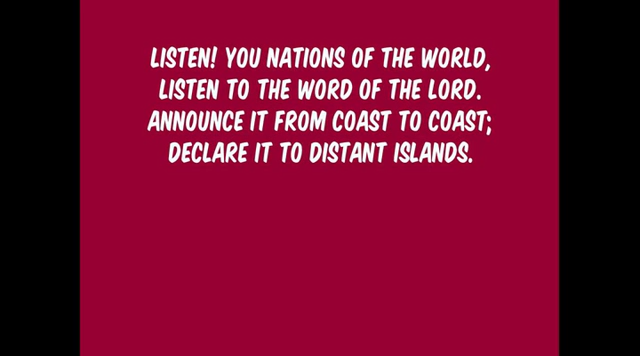 LISTEN! YOU NATIONS OF THE WORLD,
LISTEN TO THE WORD OF THE LORD.
ANNOUNCE IT FROM COAST TO COAST;
DECLARE IT TO DISTANT ISLANDS.